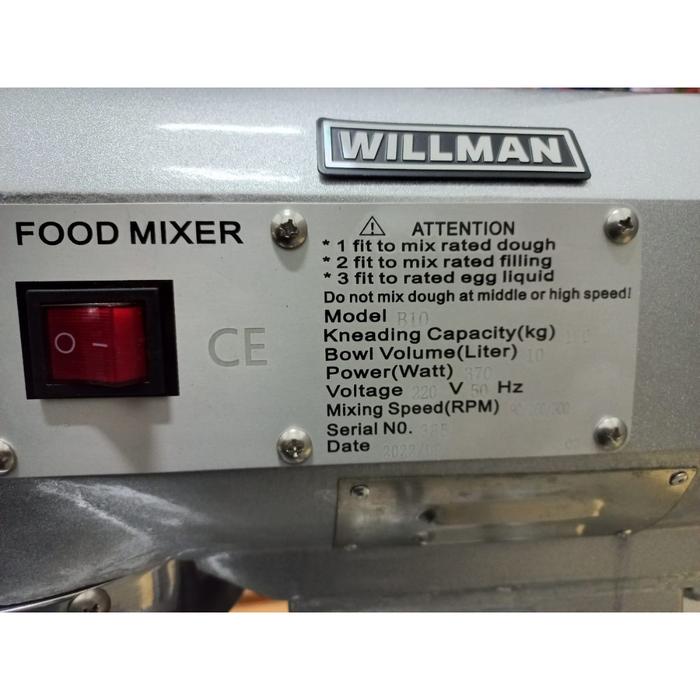 WILLMAN
FOOD MIXER
ATTENTION
* 1 fit to mix rated dough
* 2 fit to mix rated filling
* 3 fit to rated egg liquid
Do not mix dough at middle or high speed!
Model B10
Kneading Capacity(kg)
Bowl Volume(Liter) 10
Power(Watt) 370
Voltage 220 V 50 Hz
Mixing Speed(RPM)
Serial N0.
Date
CE